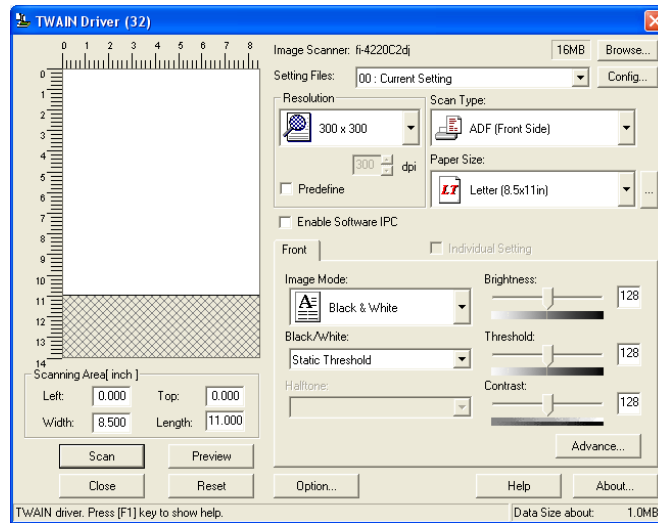 TWAIN Driver (32)
0 1 2 3 4 5 6 7 8
Image Scanner: fi-4220C2dj
16MB
Browse...
Setting Files:
00 : Current Setting
Config...
Resolution
300 x 300
300
dpi
Predefine
Scan Type:
ADF (Front Side)
Paper Size:
LT
Letter (8.5x11in)
...
Enable Software IPC
Front
Individual Setting
Image Mode:
A
Black & White
Black/White:
Static Threshold
Halftone:
Brightness:
128
Threshold:
128
Contrast:
128
Advance...
0
1
2
3
4
5
6
7
8
9
10
11
12
13
14
Scanning Area[ inch ]
Left: 0.000 Top: 0.000
Width: 8.500 Length: 11.000
Scan
Preview
Close
Reset
Option...
Help
About...
TWAIN driver. Press [F1] key to show help.
Data Size about: 1.0MB